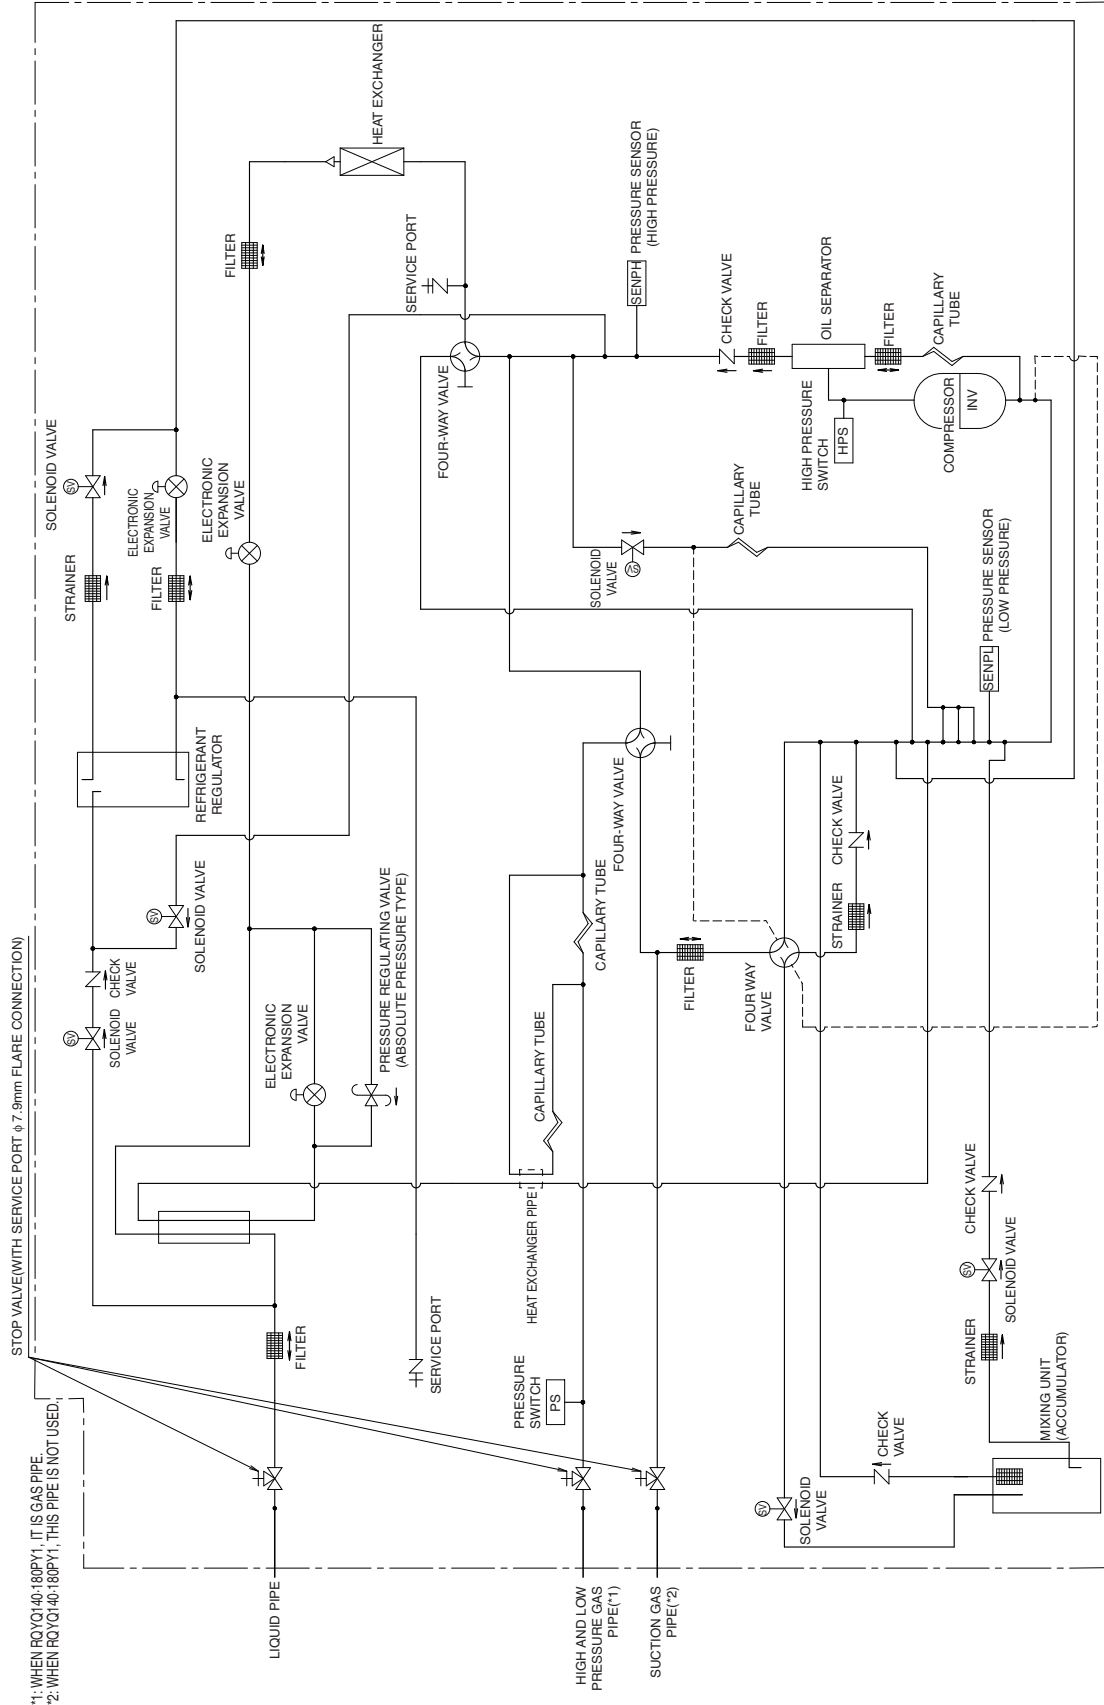 *1: WHEN RQYQ140·180PY1, IT IS GAS PIPE.
*2: WHEN RQYQ140·180PY1, THIS PIPE IS NOT USED.
STOP VALVE(WITH SERVICE PORT φ 7.9mm FLARE CONNECTION)
SV
SOLENOID
VALVE
CHECK
VALVE
SV
SOLENOID VALVE
REFRIGERANT
REGULATOR
STRAINER
SV
SOLENOID VALVE
FILTER
ELECTRONIC
EXPANSION
VALVE
ELECTRONIC
EXPANSION
VALVE
FILTER
HEAT EXCHANGER
LIQUID PIPE
FILTER
ELECTRONIC
EXPANSION
VALVE
PRESSURE REGULATING VALVE
(ABSOLUTE PRESSURE TYPE)
SERVICE PORT
SERVICE PORT
FOUR-WAY VALVE
HIGH AND LOW
PRESSURE GAS
PIPE(*1)
PRESSURE
SWITCH
PS
HEAT EXCHANGER PIPE
CAPILLARY TUBE
CAPILLARY TUBE
FOUR-WAY VALVE
SOLENOID
VALVE
SV
SENPH
PRESSURE SENSOR
(HIGH PRESSURE)
SUCTION GAS
PIPE(*2)
FILTER
CAPILLARY
TUBE
CHECK VALVE
FILTER
FOUR WAY
VALVE
STRAINER
CHECK VALVE
HIGH PRESSURE
SWITCH
HPS
OIL SEPARATOR
FILTER
CAPILLARY
TUBE
SV
SOLENOID
VALVE
CHECK
VALVE
COMPRESSOR
INV
STRAINER
SV
SOLENOID VALVE
CHECK VALVE
SENPL
PRESSURE SENSOR
(LOW PRESSURE)
MIXING UNIT
(ACCUMULATOR)